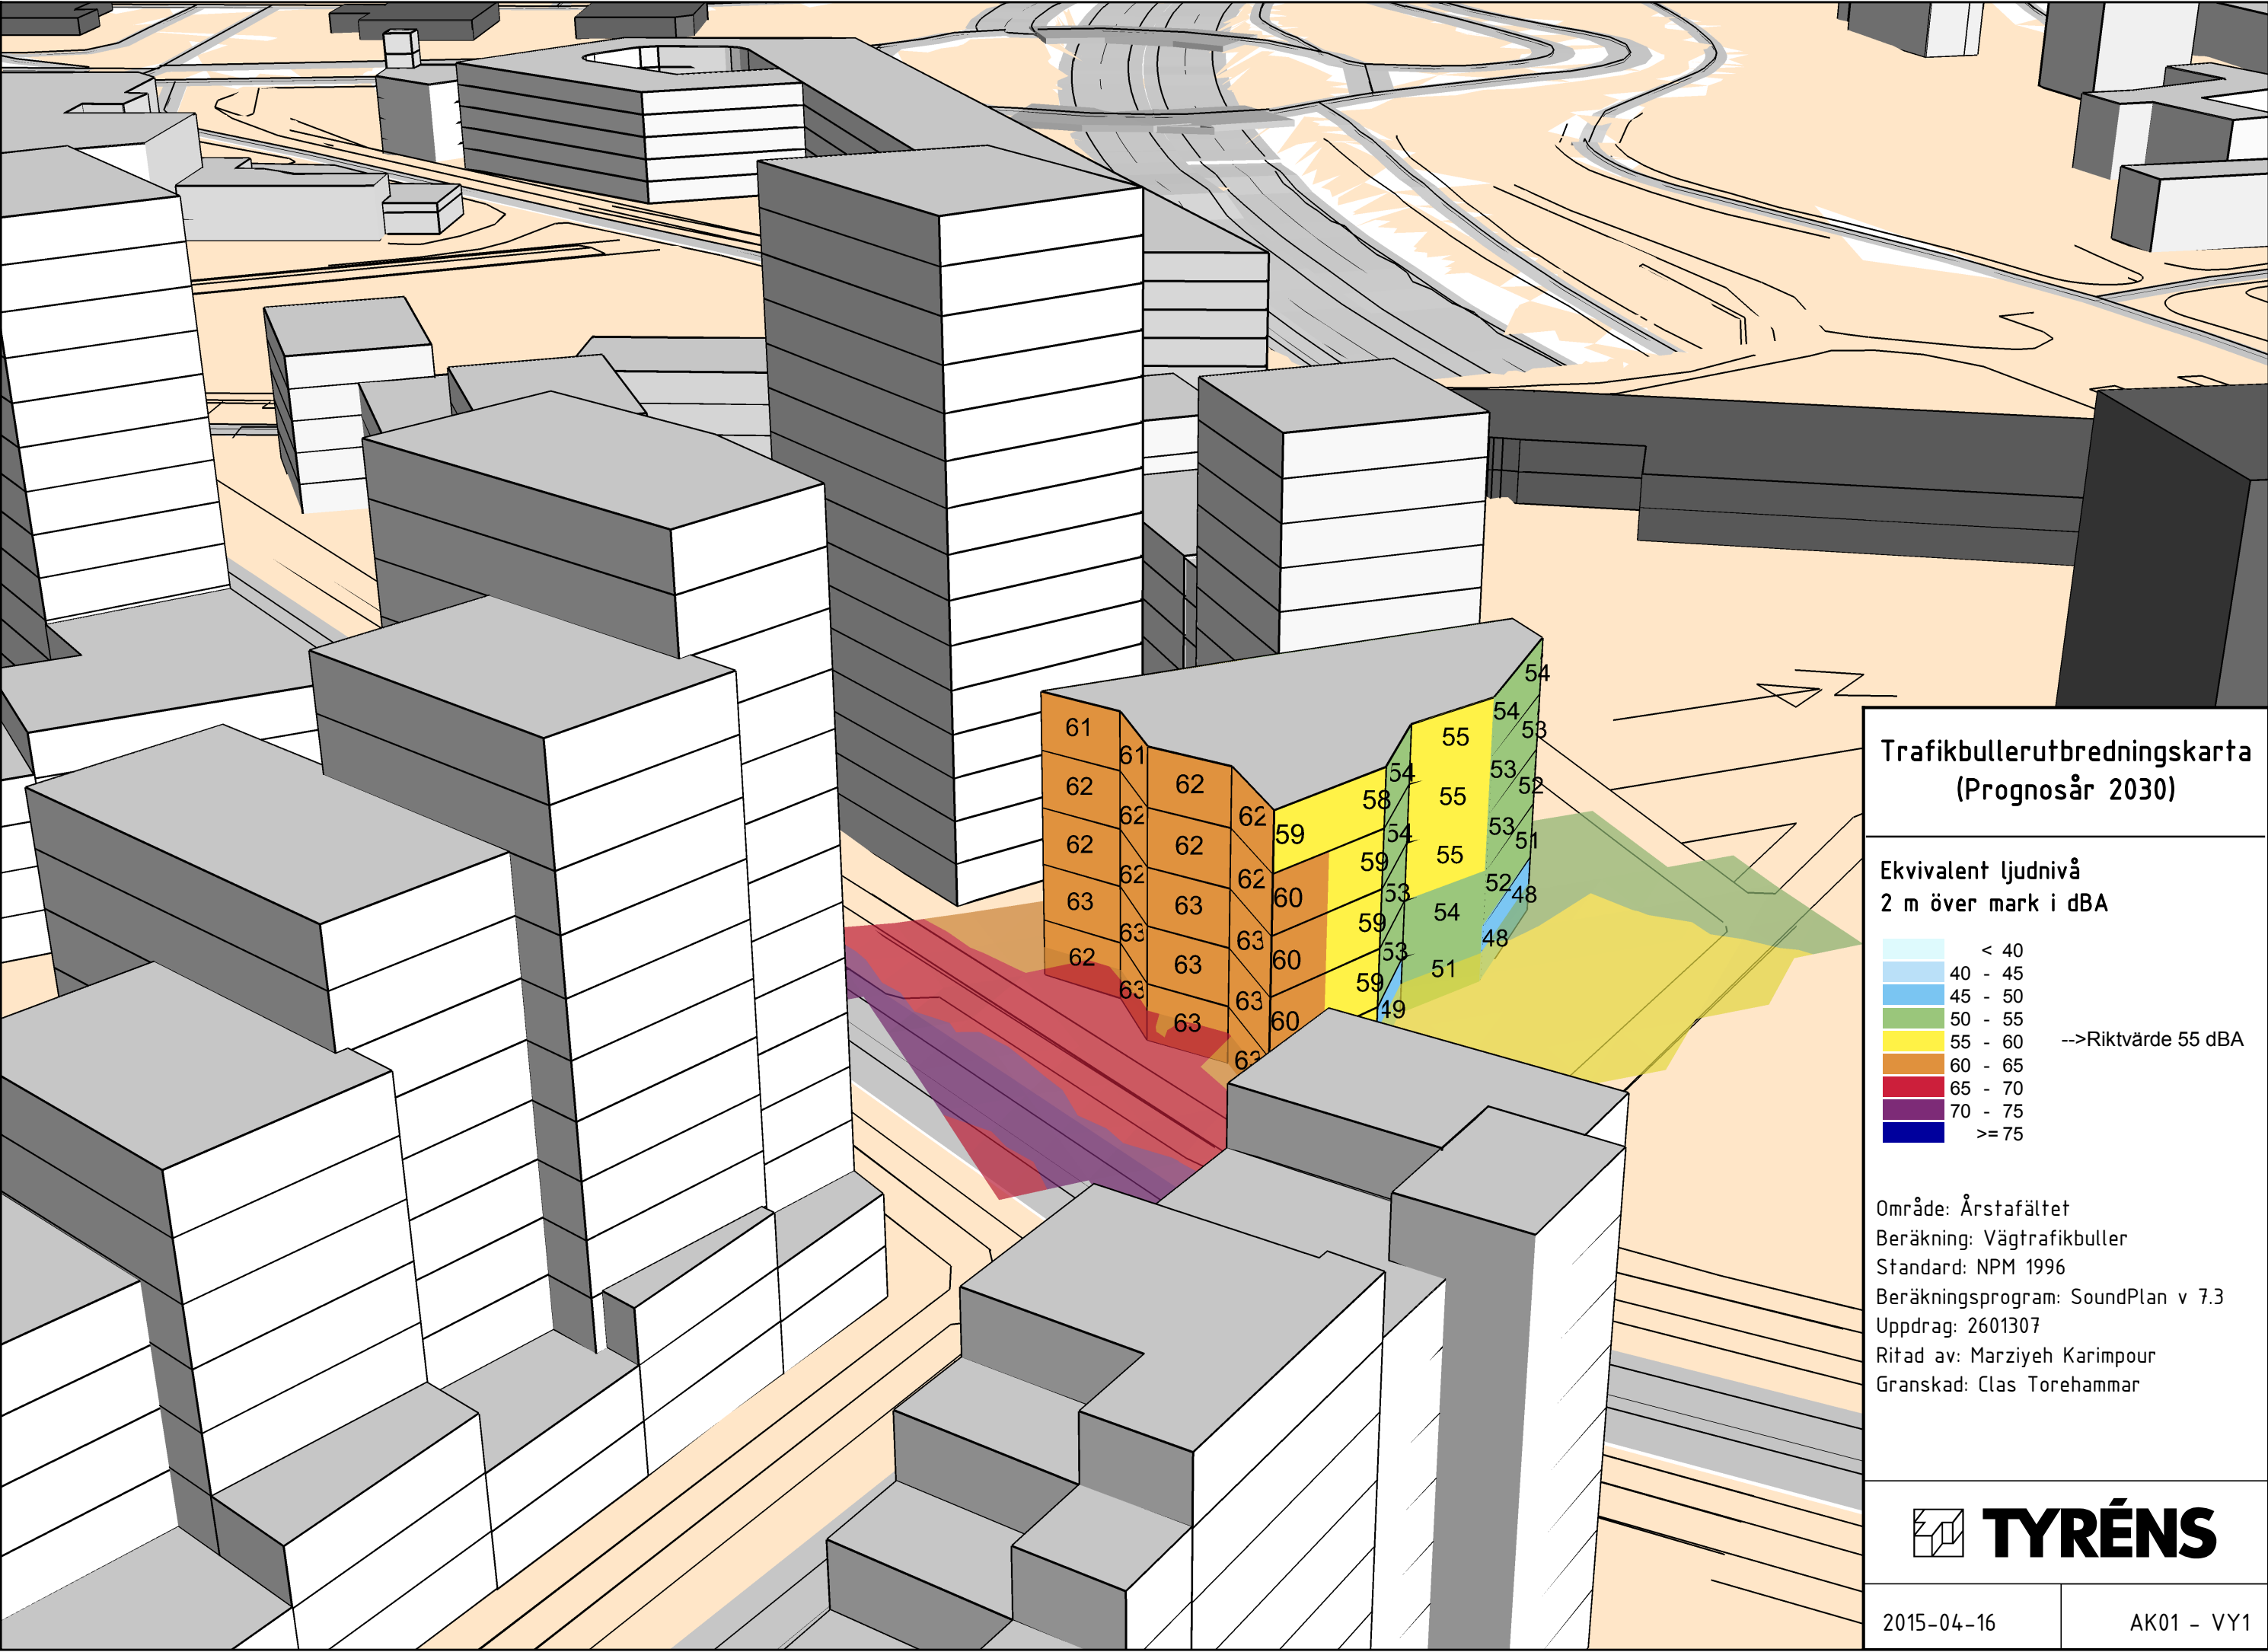 54
54
61
55
53
61
54
53
62
58
62
55
52
62
62
59
54
53
51
62
62
59
55
62
62
60
53
52
48
63
63
54
63
63
59
48
62
63
60
53
51
63
63
59
63
60
49
63
Trafikbullerutbredningskarta
(Prognosår 2030)
Ekvivalent ljudnivå
2 m över mark i dBA
< 40
40 - 45
45 - 50
50 - 55
55 - 60 -->Riktvärde 55 dBA
60 - 65
65 - 70
70 - 75
>= 75
Område: Årstafältet
Beräkning: Vägtrafikbuller
Standard: NPM 1996
Beräkningsprogram: SoundPlan v 7.3
Uppdrag: 2601307
Ritad av: Marziyeh Karimpour
Granskad: Clas Torehammar
TYRÉNS
2015-04-16 AK01 - VY1